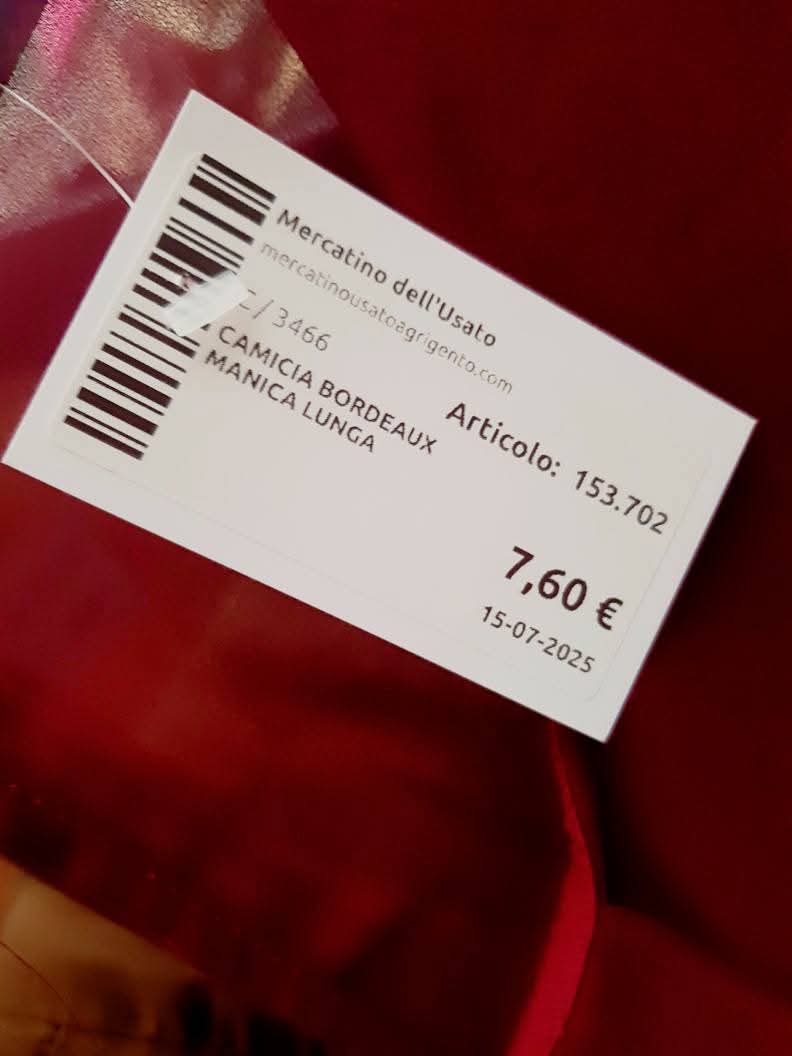 Mercatino dell'Usato
mercatinousatoagrigento.com
/ 3466
CAMICIA BORDEAUX
MANICA LUNGA
Articolo: 153.702
7,60 €
15-07-2025